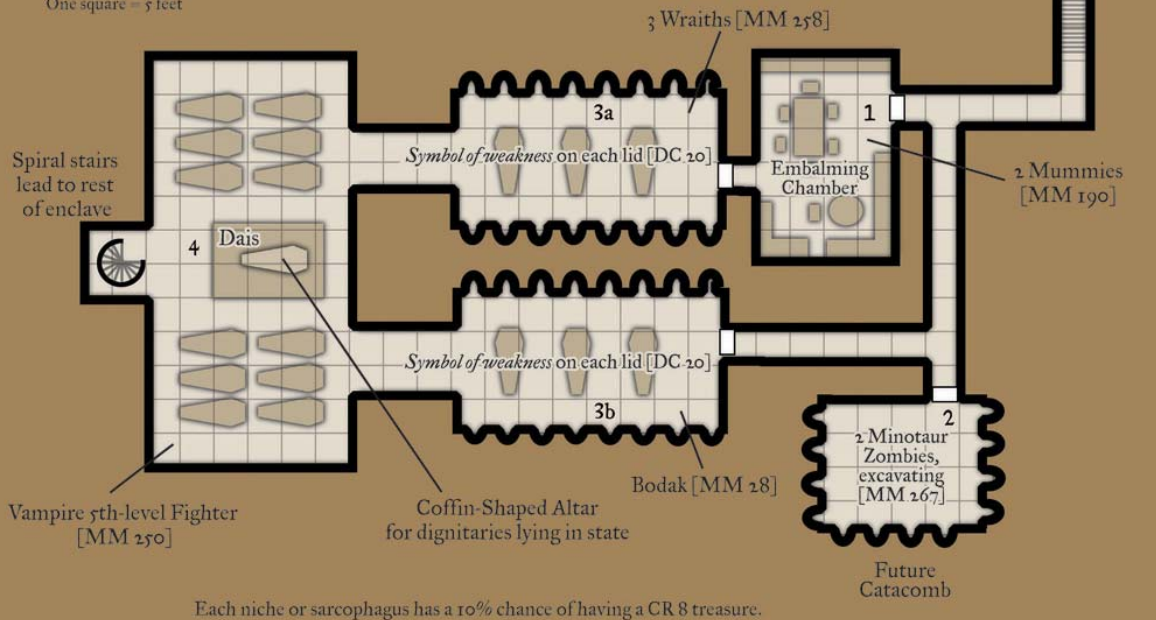 One square = 5 feet
3 Wraiths [MM 258]
3a
1
Symbol of weakness on each lid [DC 20]
Spiral stairs
lead to rest
of enclave
Embalming
Chamber
2 Mummies
[MM 190]
4
Dais
Symbol of weakness on each lid [DC 20]
3b
2
2 Minotaur
Zombies,
excavating
[MM 267]
Bodak [MM 28]
Vampire 5th-level Fighter
[MM 250]
Coffin-Shaped Altar
for dignitaries lying in state
Future
Catacomb
Each niche or sarcophagus has a 10% chance of having a CR 8 treasure.